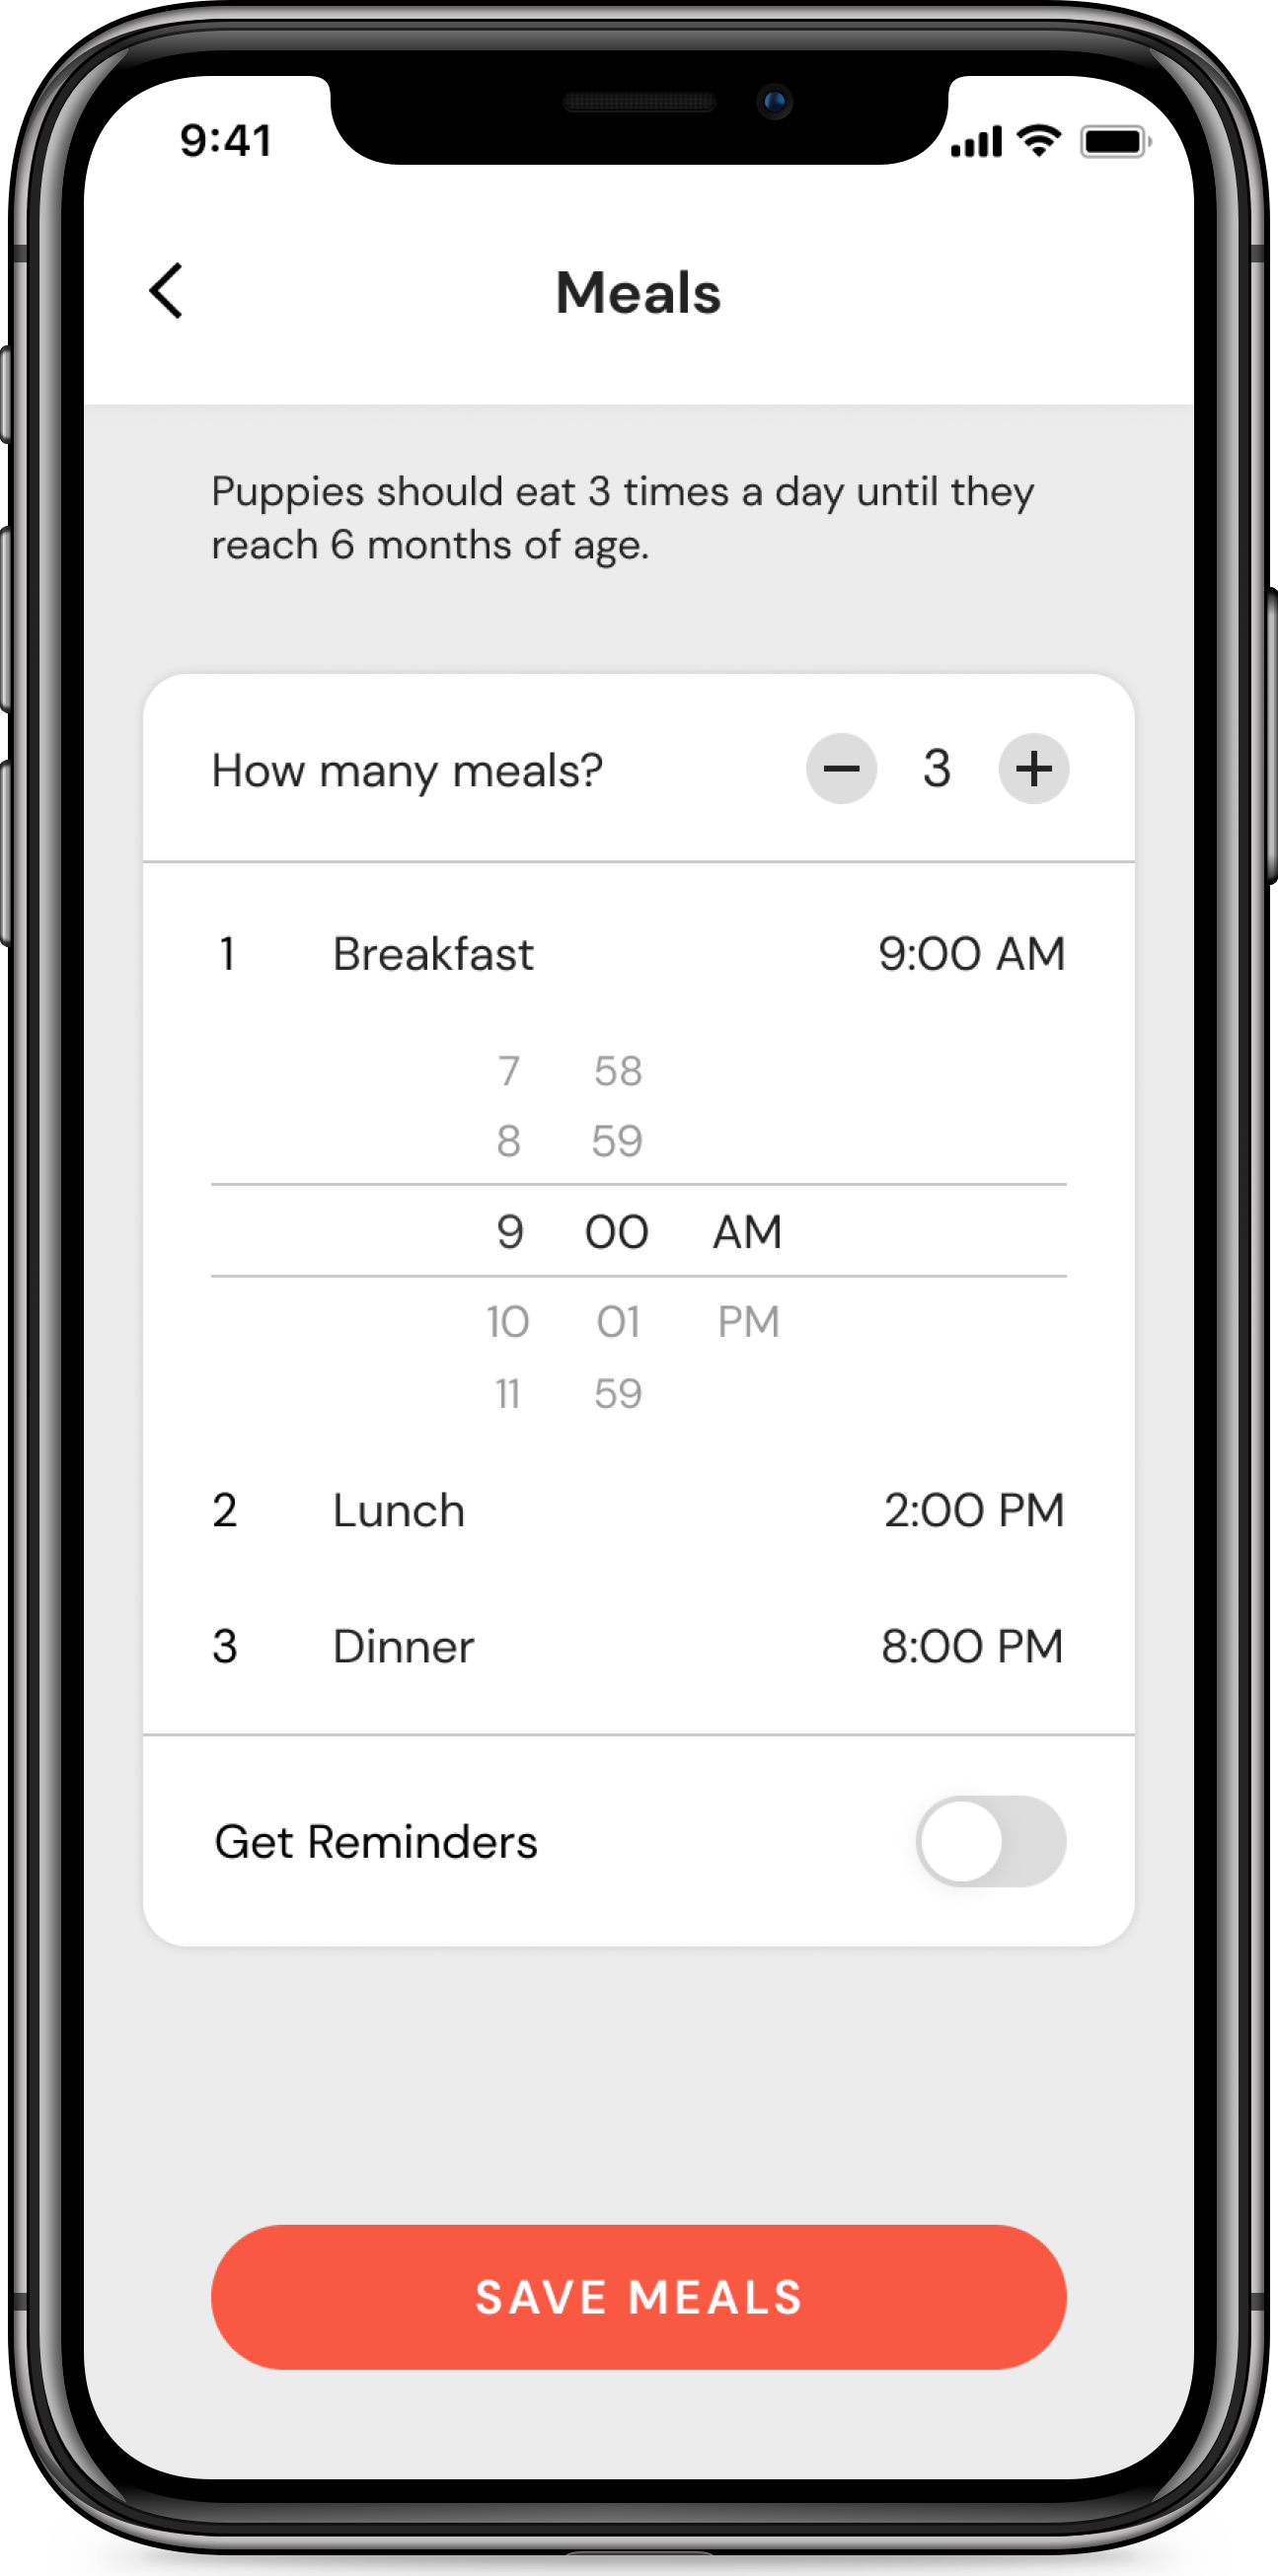 9:41
Meals
Puppies should eat 3 times a day until they
reach 6 months of age.
How many meals? − 3 +
1 Breakfast 9:00 AM
7 58
8 59
9 00 AM
10 01 PM
11 59
2 Lunch 2:00 PM
3 Dinner 8:00 PM
Get Reminders
SAVE MEALS